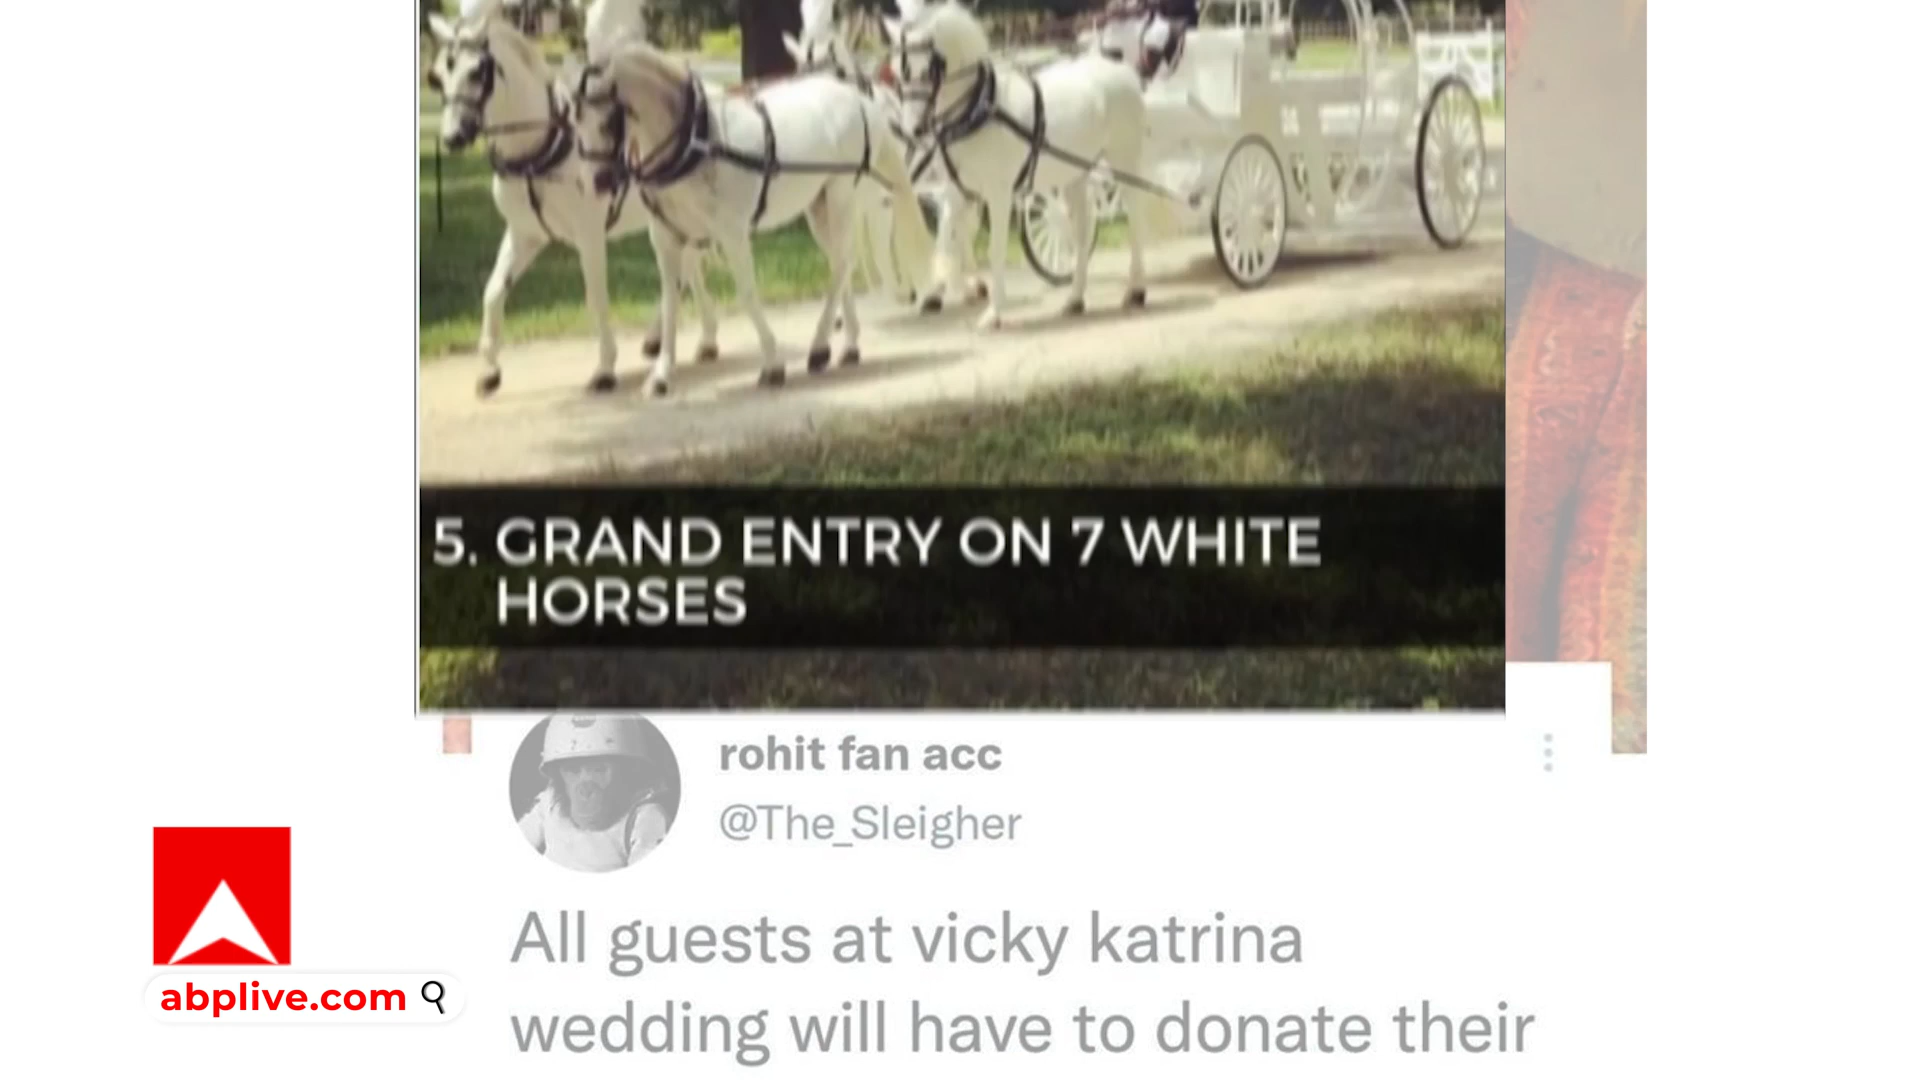 5. GRAND ENTRY ON 7 WHITE
HORSES
rohit fan acc
@The_Sleigher
All guests at vicky katrina
wedding will have to donate their
abplive.com